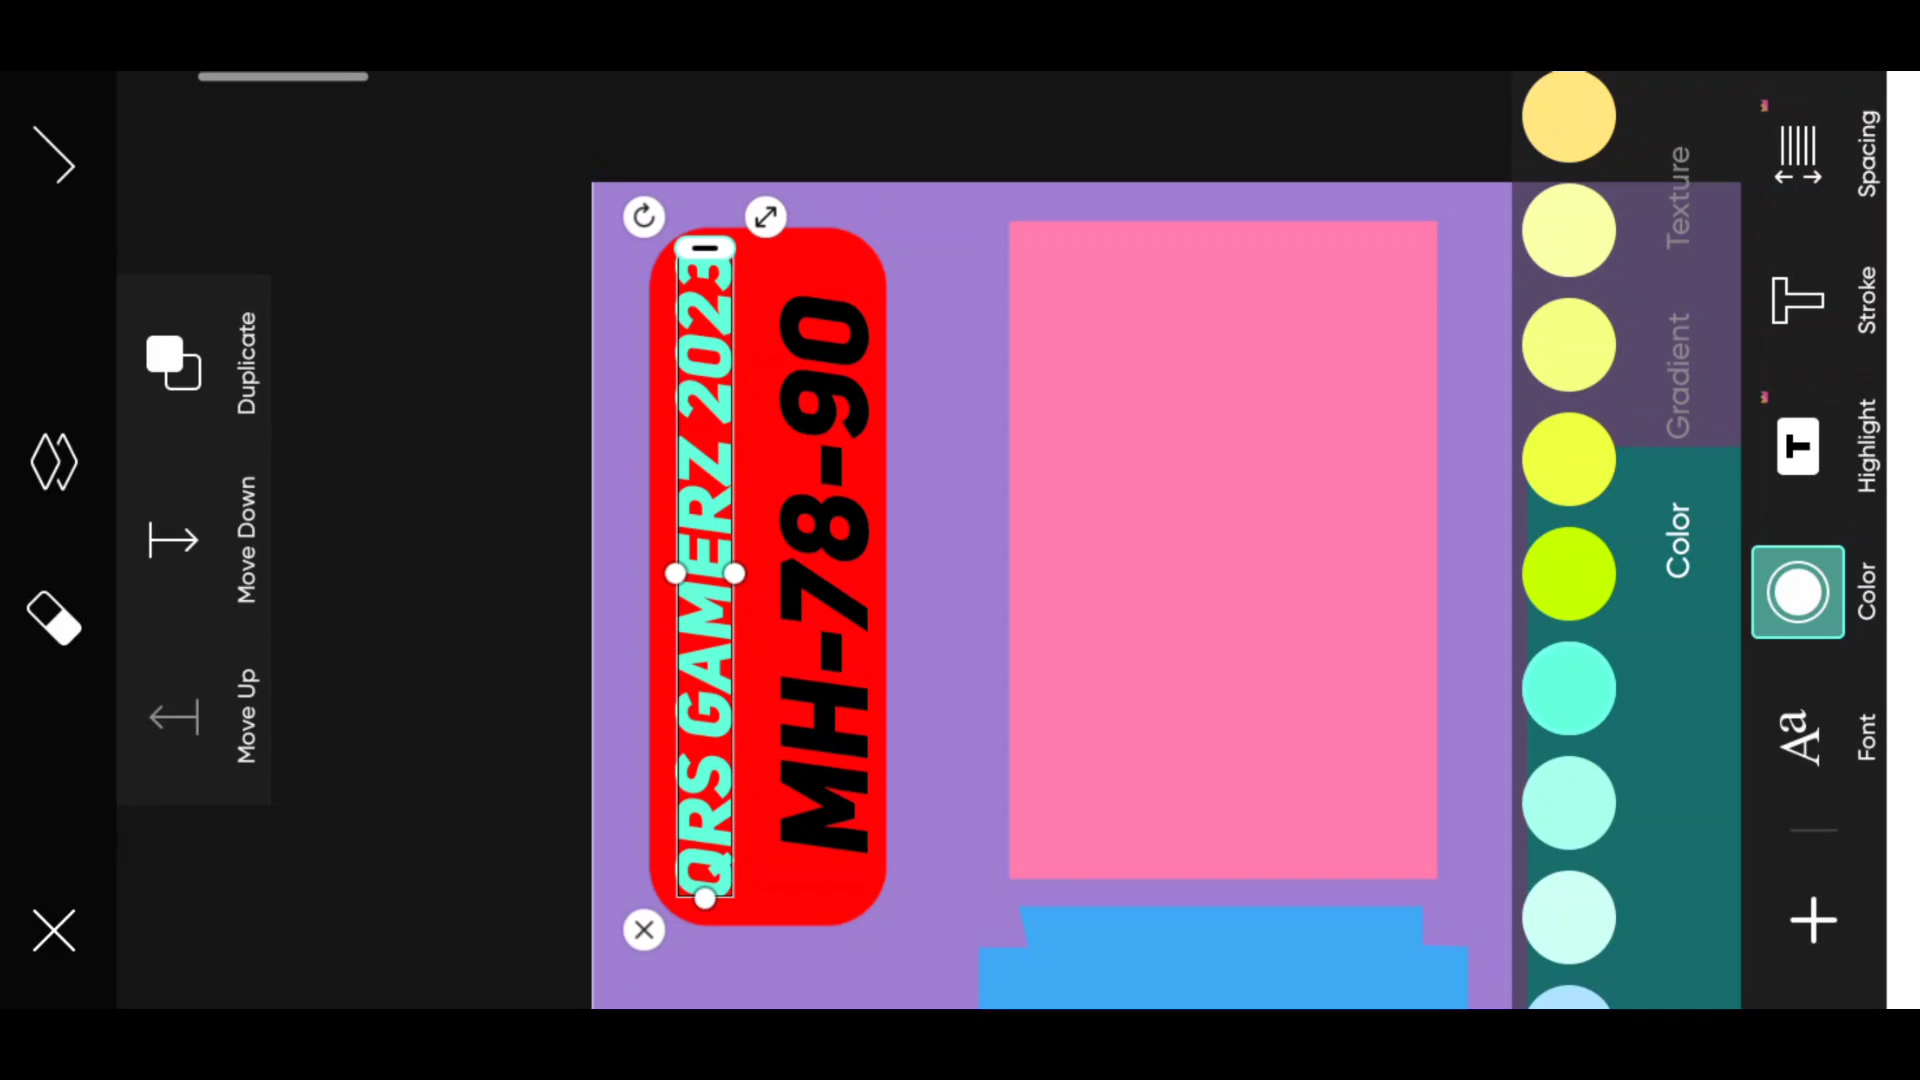 Duplicate
Move Down
Move Up
QRS GAMERZ 2023
MH-78-90
Color
Gradient
Texture
Aa
Font
Color
T
Highlight
Stroke
Spacing